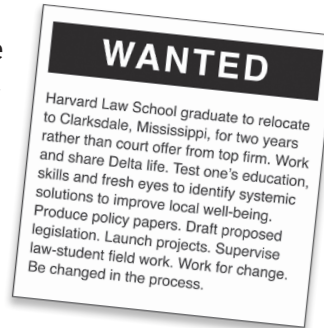 e
WANTED
Harvard Law School graduate to relocate
to Clarksdale, Mississippi, for two years
rather than court offer from top firm. Work
and share Delta life. Test one's education,
skills and fresh eyes to identify systemic
solutions to improve local well-being.
Produce policy papers. Draft proposed
legislation. Launch projects. Supervise
law-student field work. Work for change.
Be changed in the process.